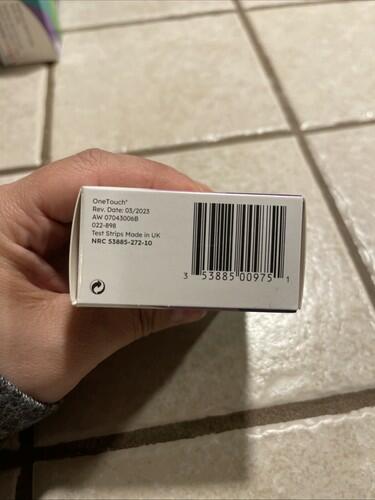 OneTouch®
Rev. Date: 03/2023
AW 07043006B
022-898
Test Strips Made in UK
NRC 53885-272-10
3 53885 00975 1